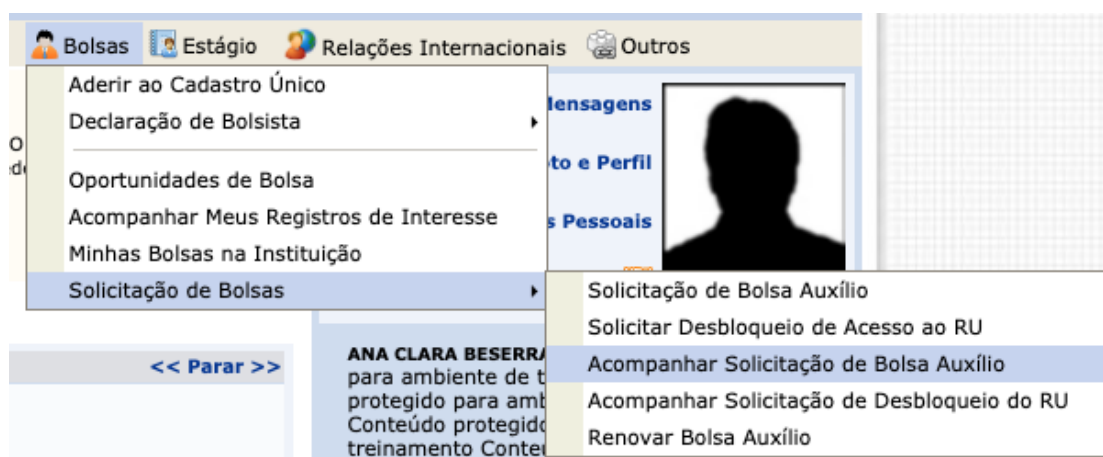 Bolsas Estágio Relações Internacionais Outros
Aderir ao Cadastro Único
Declaração de Bolsista
Oportunidades de Bolsa
Acompanhar Meus Registros de Interesse
Minhas Bolsas na Instituição
Solicitação de Bolsas
e Perfil
Pessoais
Solicitação de Bolsa Auxílio
Solicitar Desbloqueio de Acesso ao RU
Acompanhar Solicitação de Bolsa Auxílio
Acompanhar Solicitação de Desbloqueio do RU
Renovar Bolsa Auxílio
<< Parar >>
ANA CLARA BESERRA
para ambiente de t
protegido para amb
Conteúdo protegido
treinamento Conte